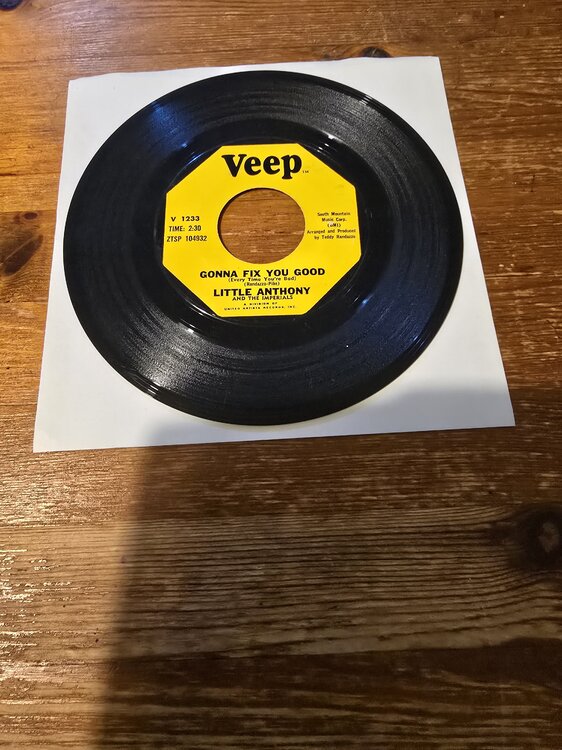 Veep TM
V 1233
TIME: 2:30
ZTSP 104932
South Mountain
Music Corp.
(BMI)
Arranged and Produced
by Teddy Randazzo
GONNA FIX YOU GOOD
(Every Time You're Bad)
(Randazzo-Pike)
LITTLE ANTHONY
AND THE IMPERIALS
A DIVISION OF
UNITED ARTISTS RECORDS, INC.